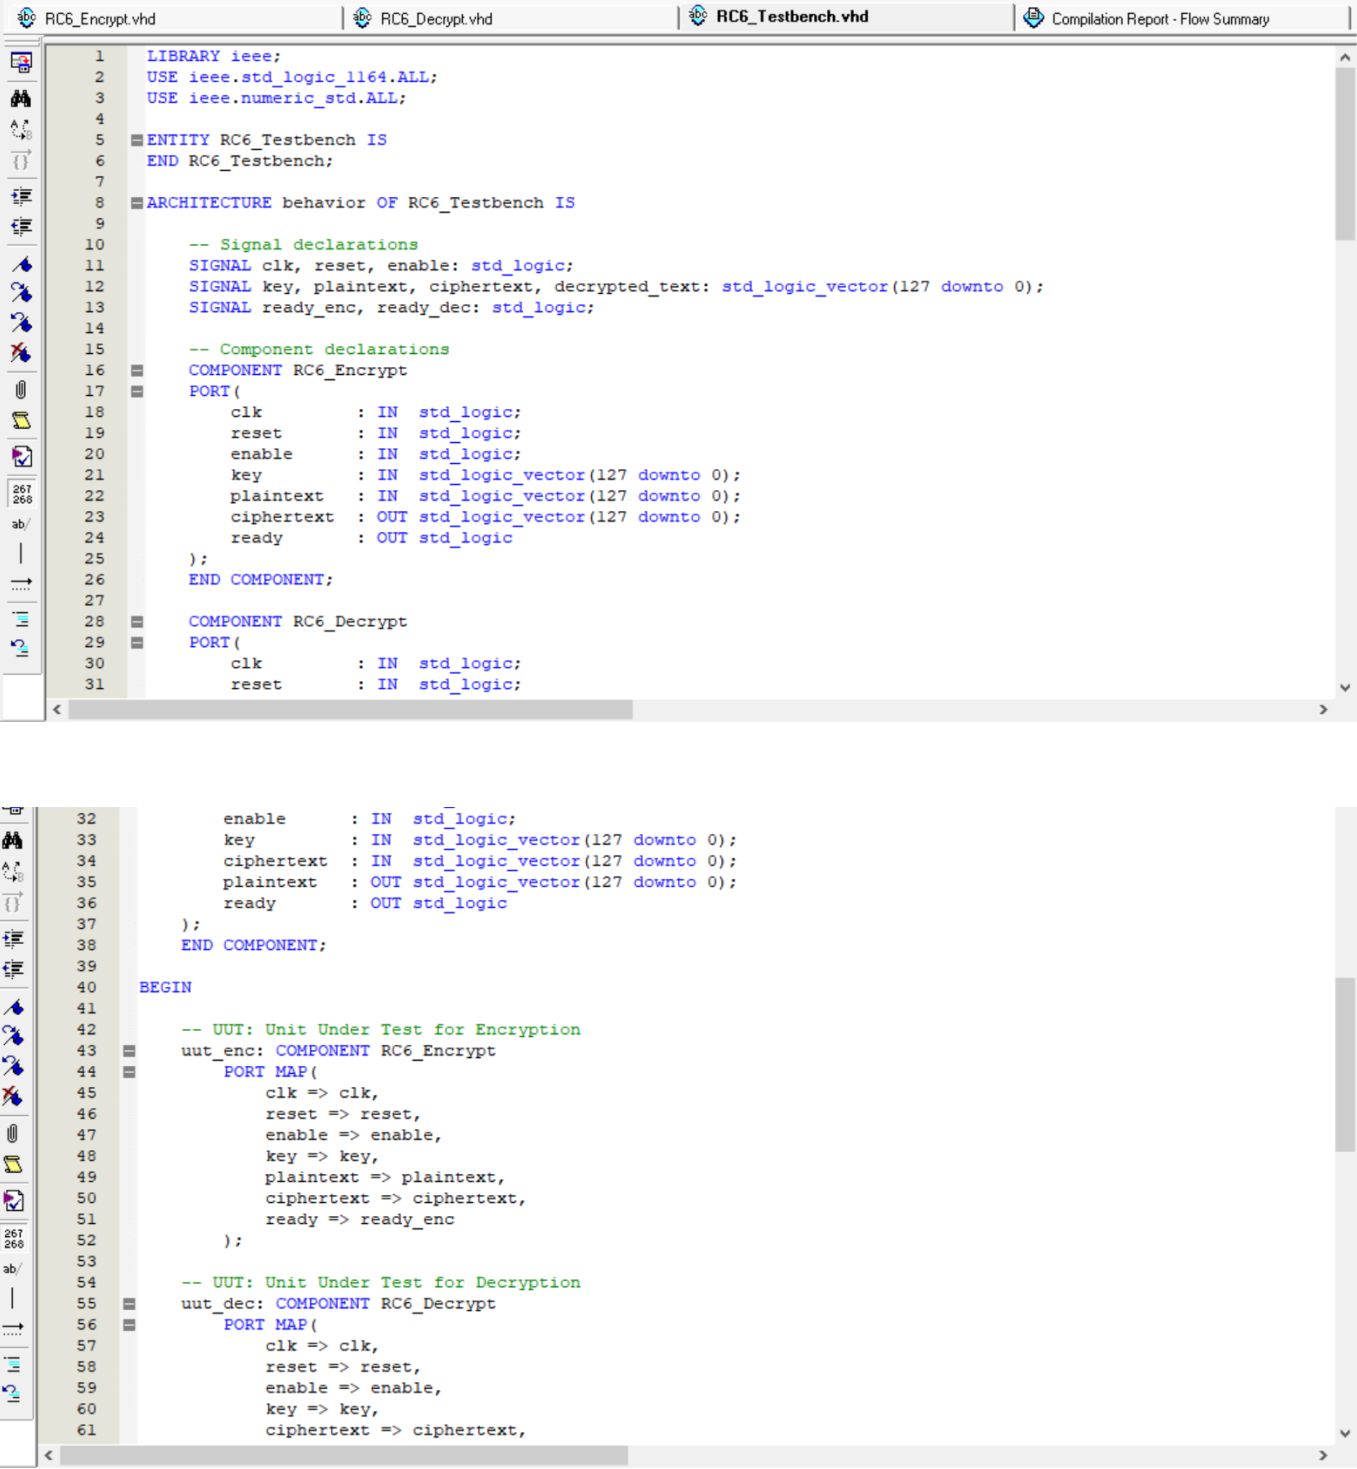 RC6_Encrypt.vhd
RC6_Decrypt.vhd
RC6_Testbench.vhd
Compilation Report - Flow Summary
1 LIBRARY ieee;
2 USE ieee.std_logic_1164.ALL;
3 USE ieee.numeric_std.ALL;
4
5 ENTITY RC6_Testbench IS
6 END RC6_Testbench;
7
8 ARCHITECTURE behavior OF RC6_Testbench IS
9
10 -- Signal declarations
11 SIGNAL clk, reset, enable: std_logic;
12 SIGNAL key, plaintext, ciphertext, decrypted_text: std_logic_vector(127 downto 0);
13 SIGNAL ready_enc, ready_dec: std_logic;
14
15 -- Component declarations
16 COMPONENT RC6_Encrypt
17 PORT(
18 clk : IN std_logic;
19 reset : IN std_logic;
20 enable : IN std_logic;
21 key : IN std_logic_vector(127 downto 0);
22 plaintext : IN std_logic_vector(127 downto 0);
23 ciphertext : OUT std_logic_vector(127 downto 0);
24 ready : OUT std_logic
25 );
26 END COMPONENT;
27
28 COMPONENT RC6_Decrypt
29 PORT(
30 clk : IN std_logic;
31 reset : IN std_logic;
32 enable : IN std_logic;
33 key : IN std_logic_vector(127 downto 0);
34 ciphertext : IN std_logic_vector(127 downto 0);
35 plaintext : OUT std_logic_vector(127 downto 0);
36 ready : OUT std_logic
37 );
38 END COMPONENT;
39
40 BEGIN
41
42 -- UUT: Unit Under Test for Encryption
43 uut_enc: COMPONENT RC6_Encrypt
44 PORT MAP(
45 clk => clk,
46 reset => reset,
47 enable => enable,
48 key => key,
49 plaintext => plaintext,
50 ciphertext => ciphertext,
51 ready => ready_enc
52 );
53
54 -- UUT: Unit Under Test for Decryption
55 uut_dec: COMPONENT RC6_Decrypt
56 PORT MAP(
57 clk => clk,
58 reset => reset,
59 enable => enable,
60 key => key,
61 ciphertext => ciphertext,